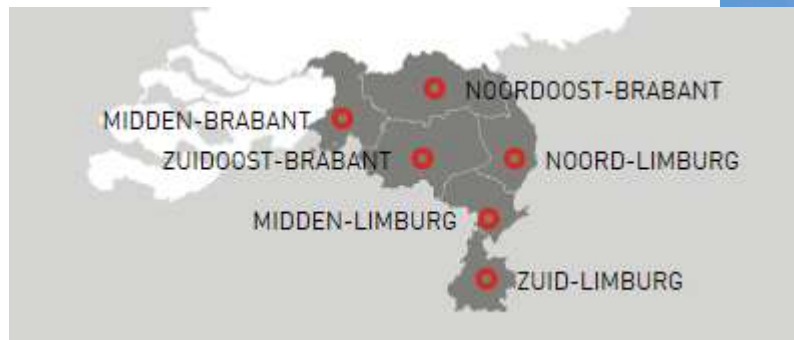 NOORDOOST-BRABANT
MIDDEN-BRABANT
ZUIDOOST-BRABANT
NOORD-LIMBURG
MIDDEN-LIMBURG
ZUID-LIMBURG